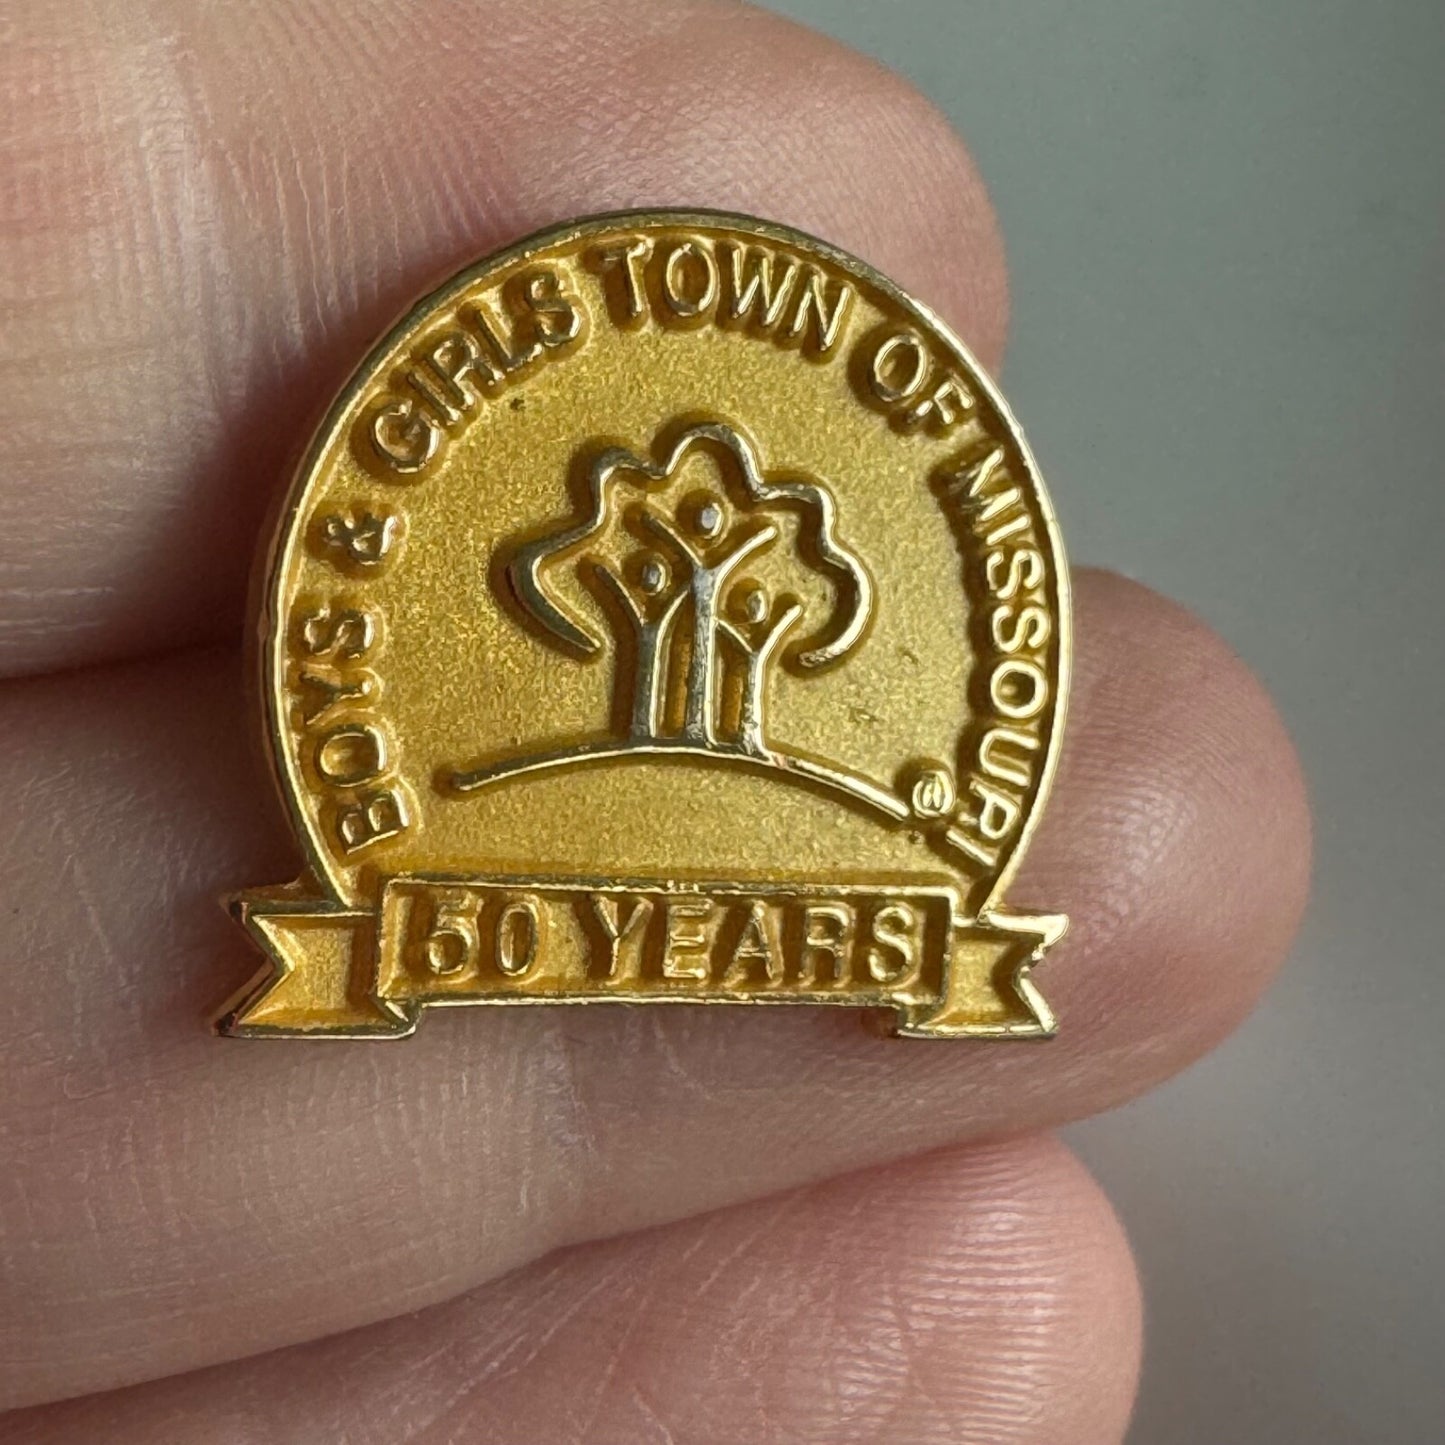 BOYS & GIRLS TOWN OF MISSOURI
®
50 YEARS